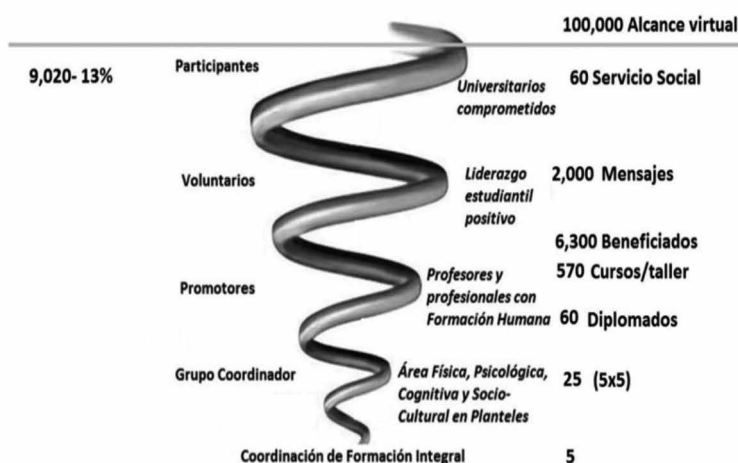 100,000 Alcance virtual
9,020- 13%
Participantes
60 Servicio Social
Universitarios
comprometidos
Voluntarios
Liderazgo
estudiantil
positivo
2,000 Mensajes
6,300 Beneficiados
570 Cursos/taller
Promotores
Profesores y
profesionales con
Formación Humana
60 Diplomados
Grupo Coordinador
Área Física, Psicológica,
Cognitiva y Socio-
Cultural en Planteles
25 (5x5)
Coordinación de Formación Integral
5